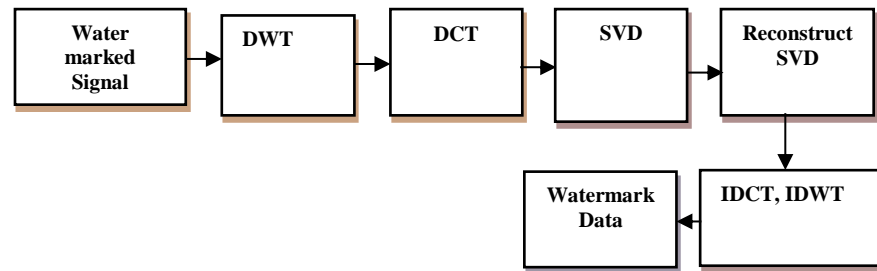 Water
marked
Signal
DWT
DCT
SVD
Reconstruct
SVD
IDCT, IDWT
Watermark
Data